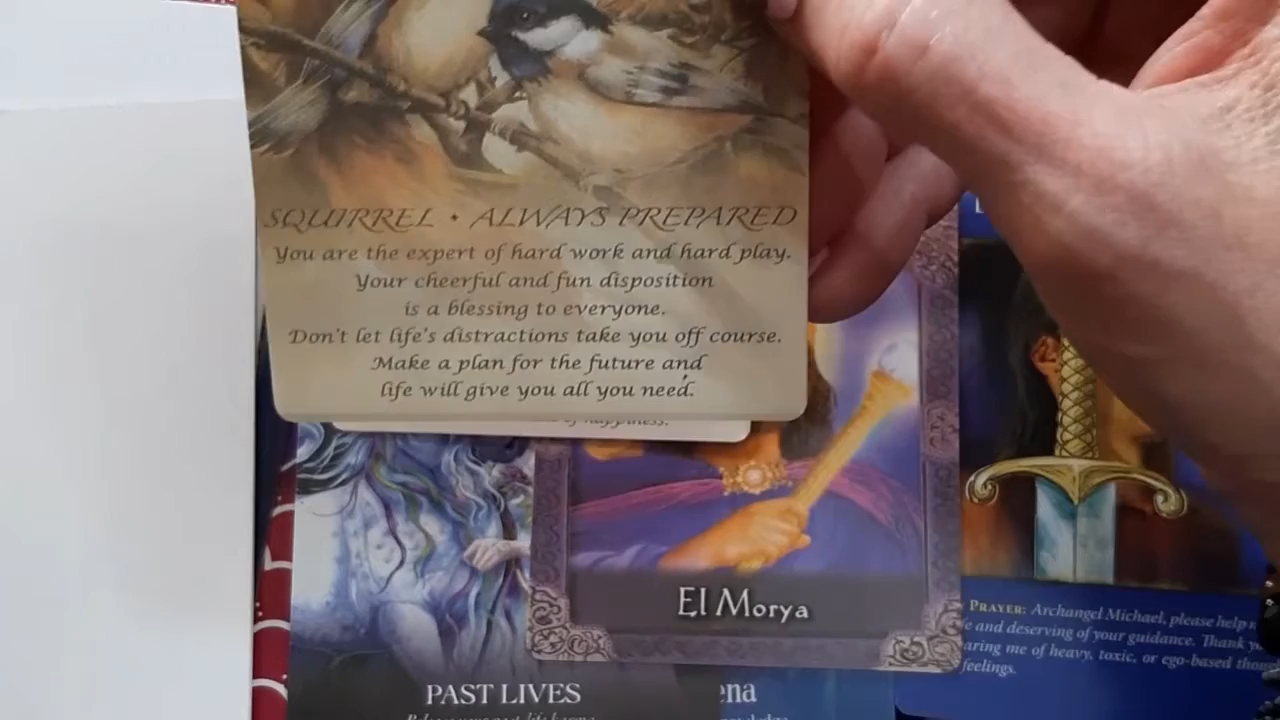 SQUIRREL • ALWAYS PREPARED
You are the expert of hard work and hard play.
Your cheerful and fun disposition
is a blessing to everyone.
Don't let life's distractions take you off course.
Make a plan for the future and
life will give you all you need.
of happiness.
El Morya
PRAYER: Archangel Michael, please help
and deserving of your guidance. Thank
me of heavy, toxic, or ego-based
feelings.
PAST LIVES
ena